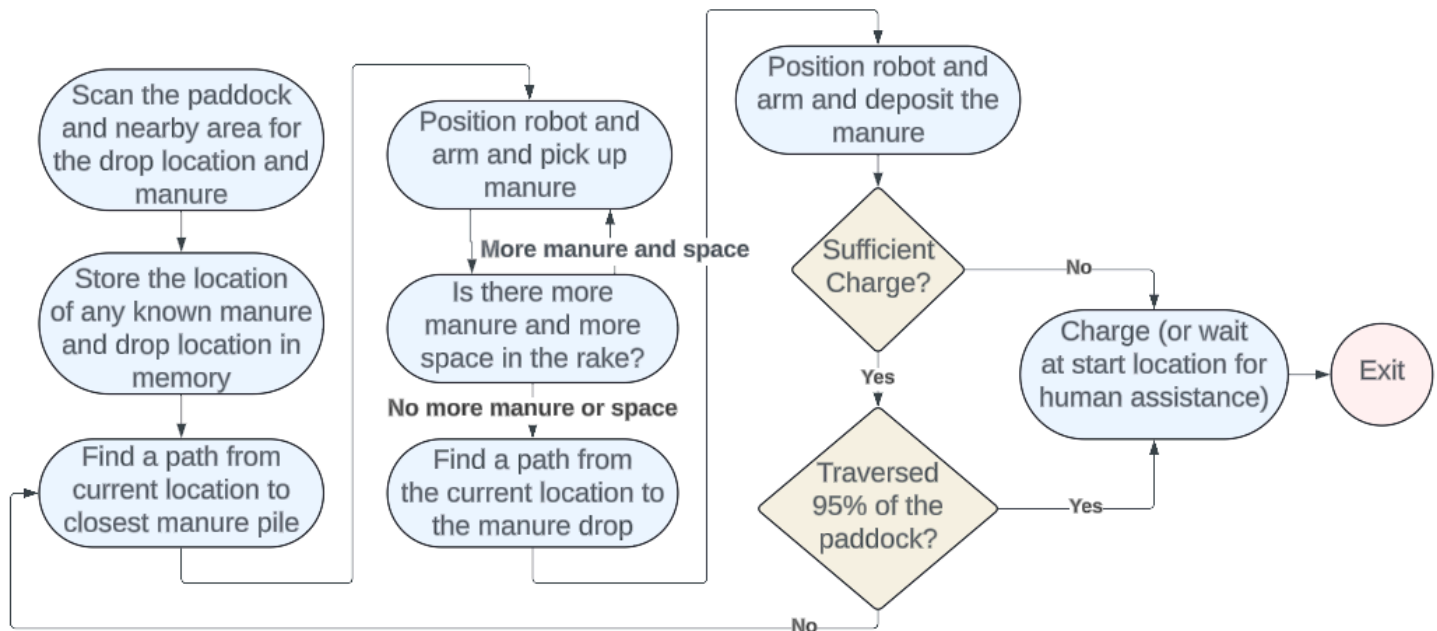 Scan the paddock
and nearby area for
the drop location and
manure
Store the location
of any known manure
and drop location in
memory
Find a path from
current location to
closest manure pile
Position robot and
arm and pick up
manure
More manure and space
Is there more
manure and more
space in the rake?
No more manure or space
Find a path from
the current location to
the manure drop
Position robot and
arm and deposit the
manure
Sufficient
Charge?
No
Yes
Traversed
95% of the
paddock?
Yes
No
Charge (or wait
at start location for
human assistance)
Exit